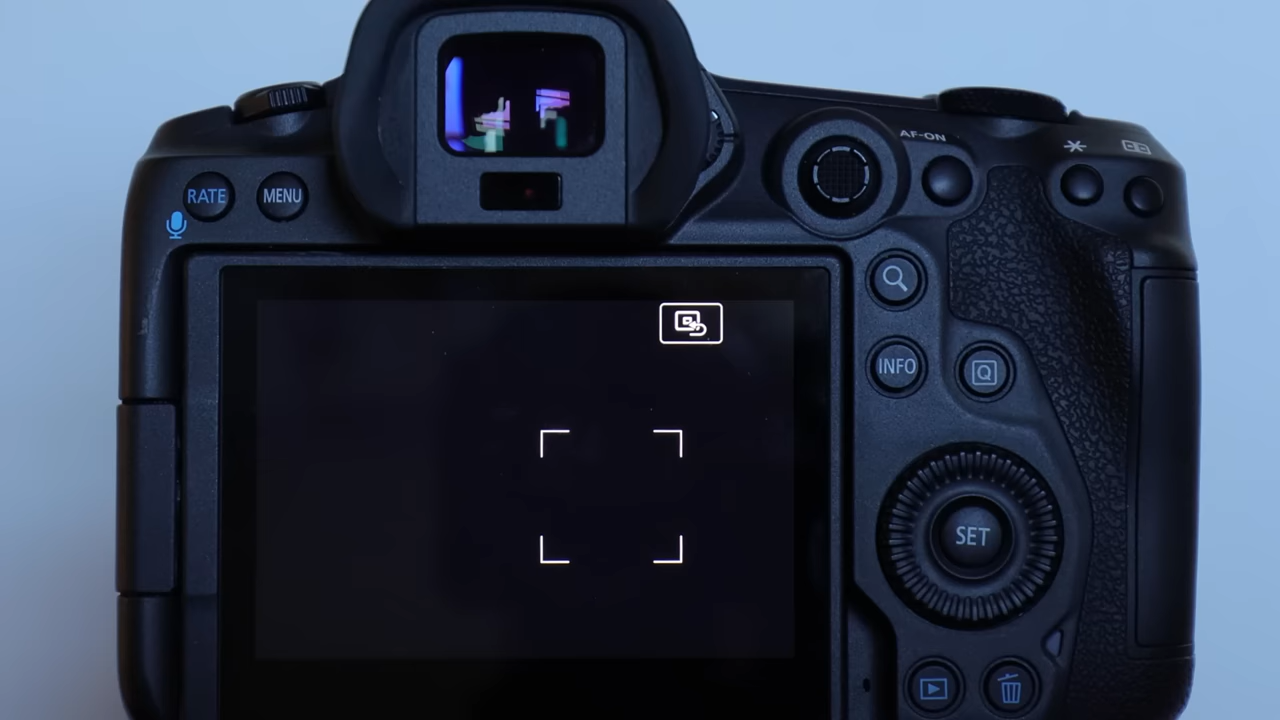 AF-ON
RATE
MENU
INFO
Q
SET